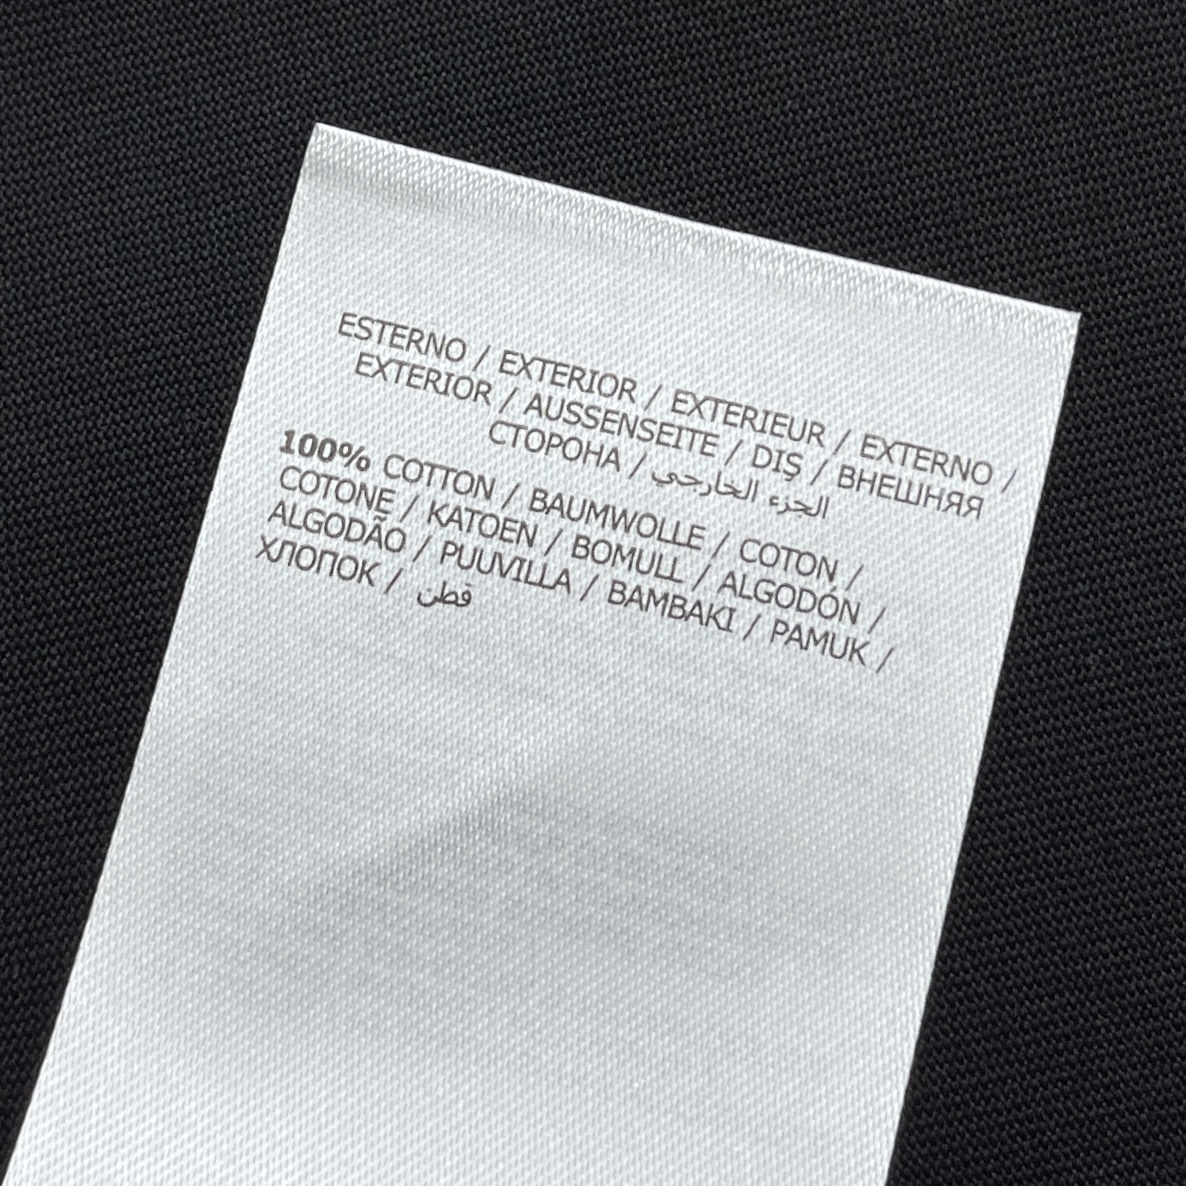 ESTERNO / EXTERIOR / EXTERIEUR / EXTERNO /
EXTERIOR / AUSSENSEITE / DIŞ / ВНЕШНЯЯ
СТОРОНА / الجزء الخارجي
100% COTTON / BAUMWOLLE / COTON /
COTONE / KATOEN / BOMULL / ALGODÓN /
ALGODÃO / PUUVILLA / BAMBAKI / PAMUK /
ХЛОПОК / قطن